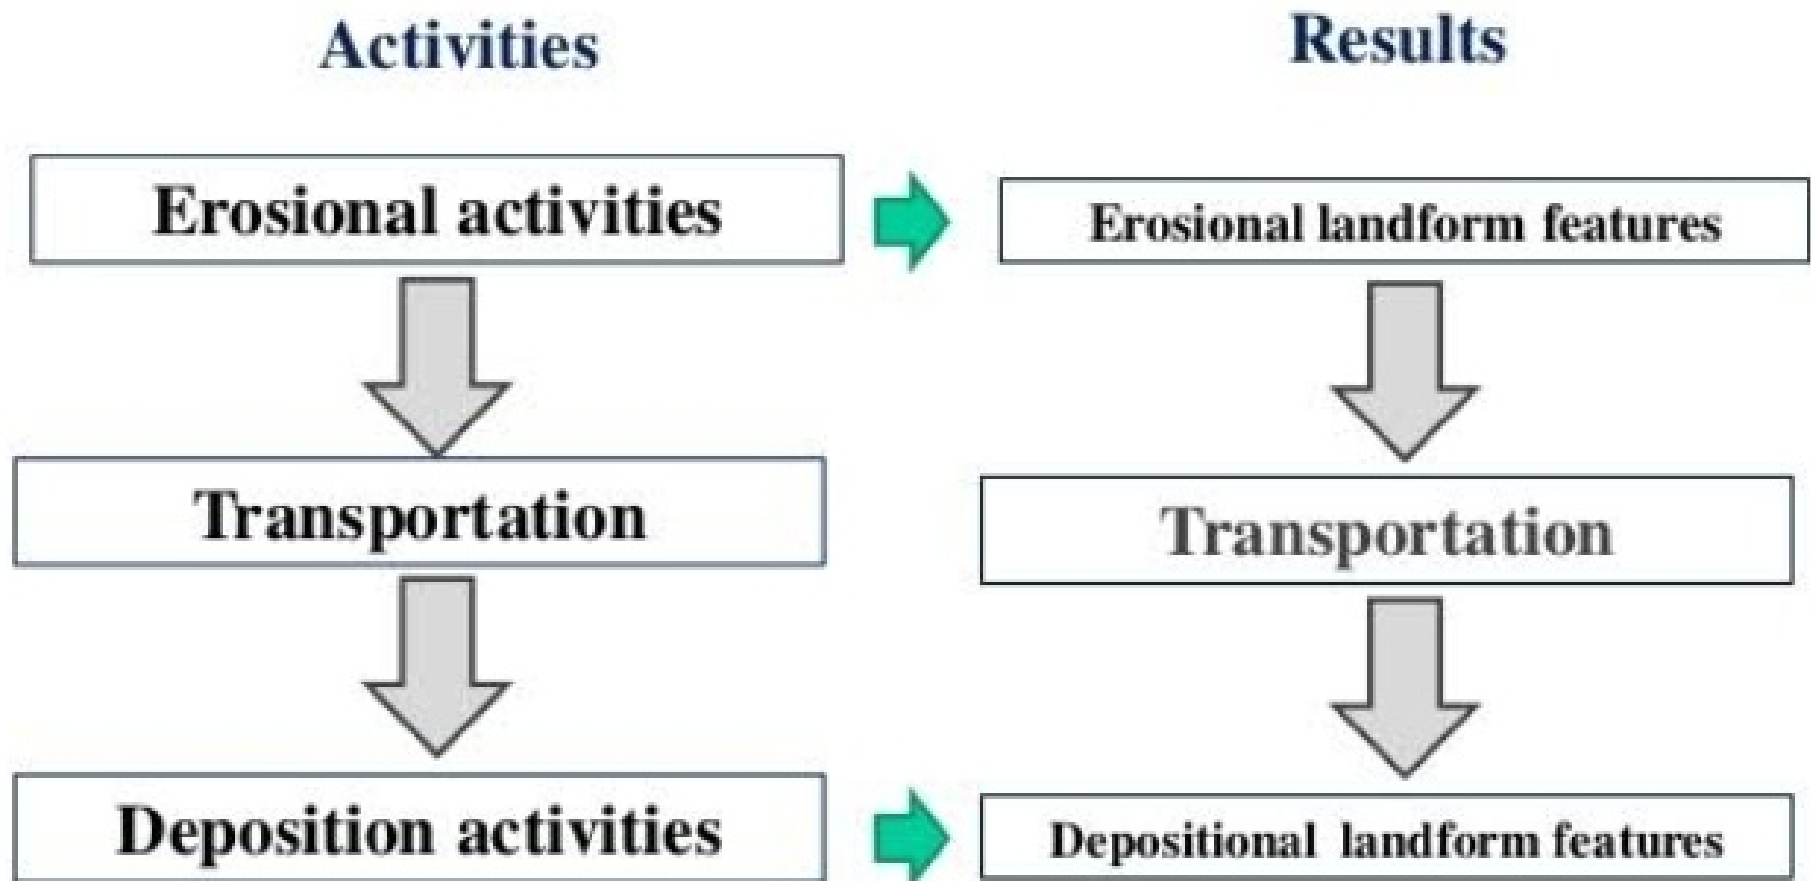 Activities
Results
Erosional activities
Erosional landform features
Transportation
Transportation
Deposition activities
Depositional landform features